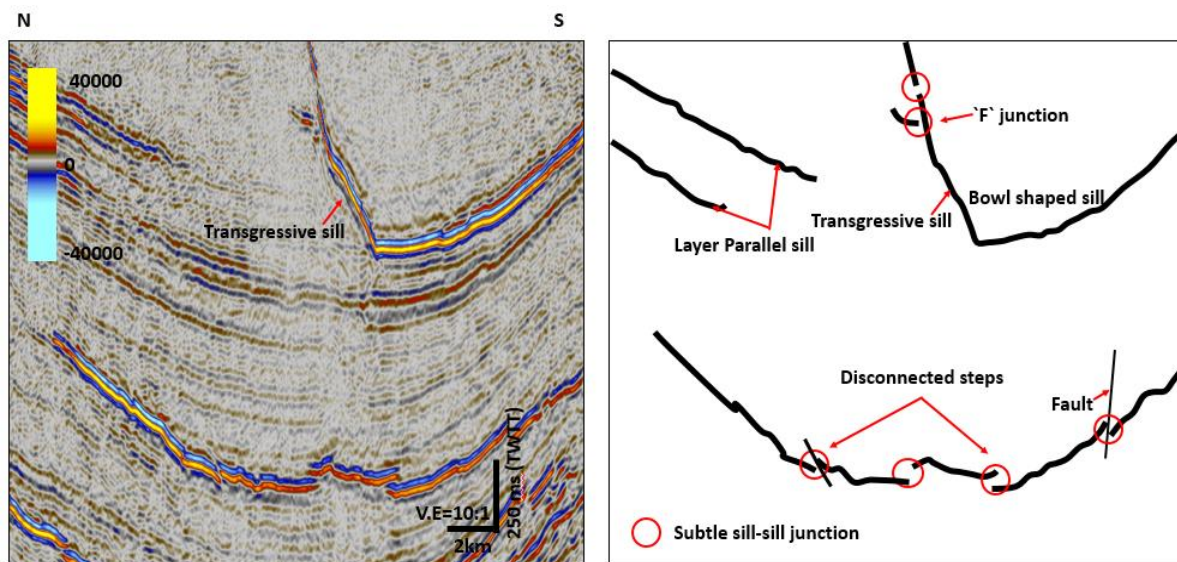 N
S
40000
0
-40000
Transgressive sill
V.E=10:1
2km
250 ms (TWTT)
`F` junction
Bowl shaped sill
Transgressive sill
Layer Parallel sill
Disconnected steps
Fault
Subtle sill-sill junction